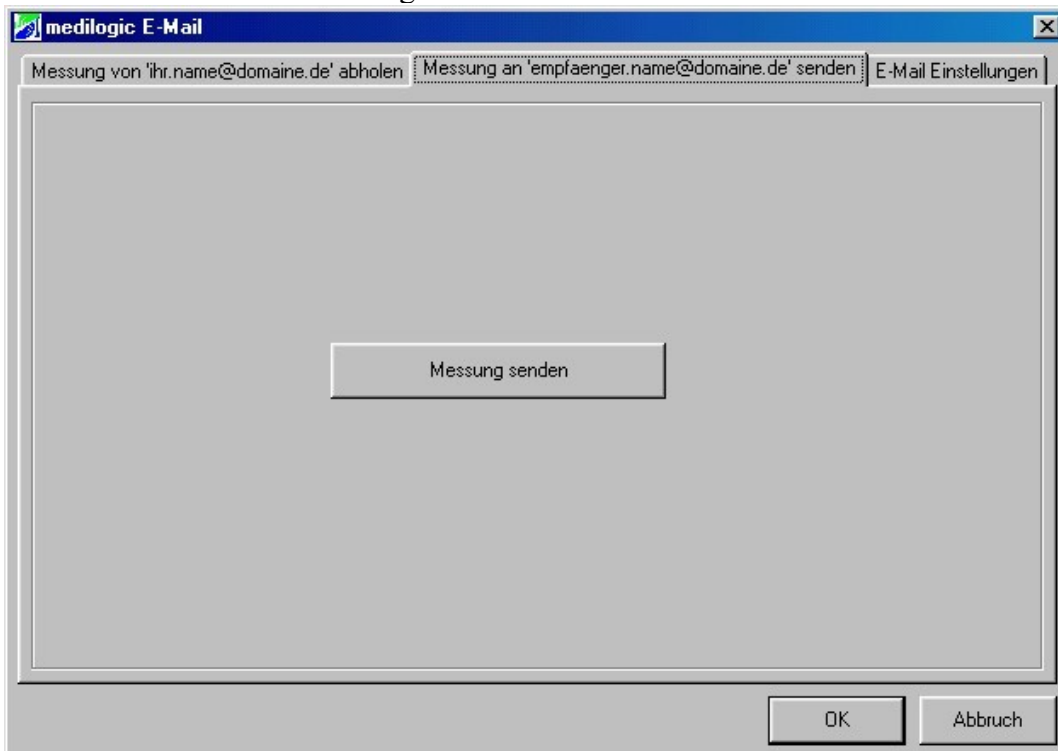 medilogic E-Mail
Messung von 'ihr.name@domaine.de' abholen
Messung an 'empfaenger.name@domaine.de' senden
E-Mail Einstellungen
Messung senden
OK
Abbruch